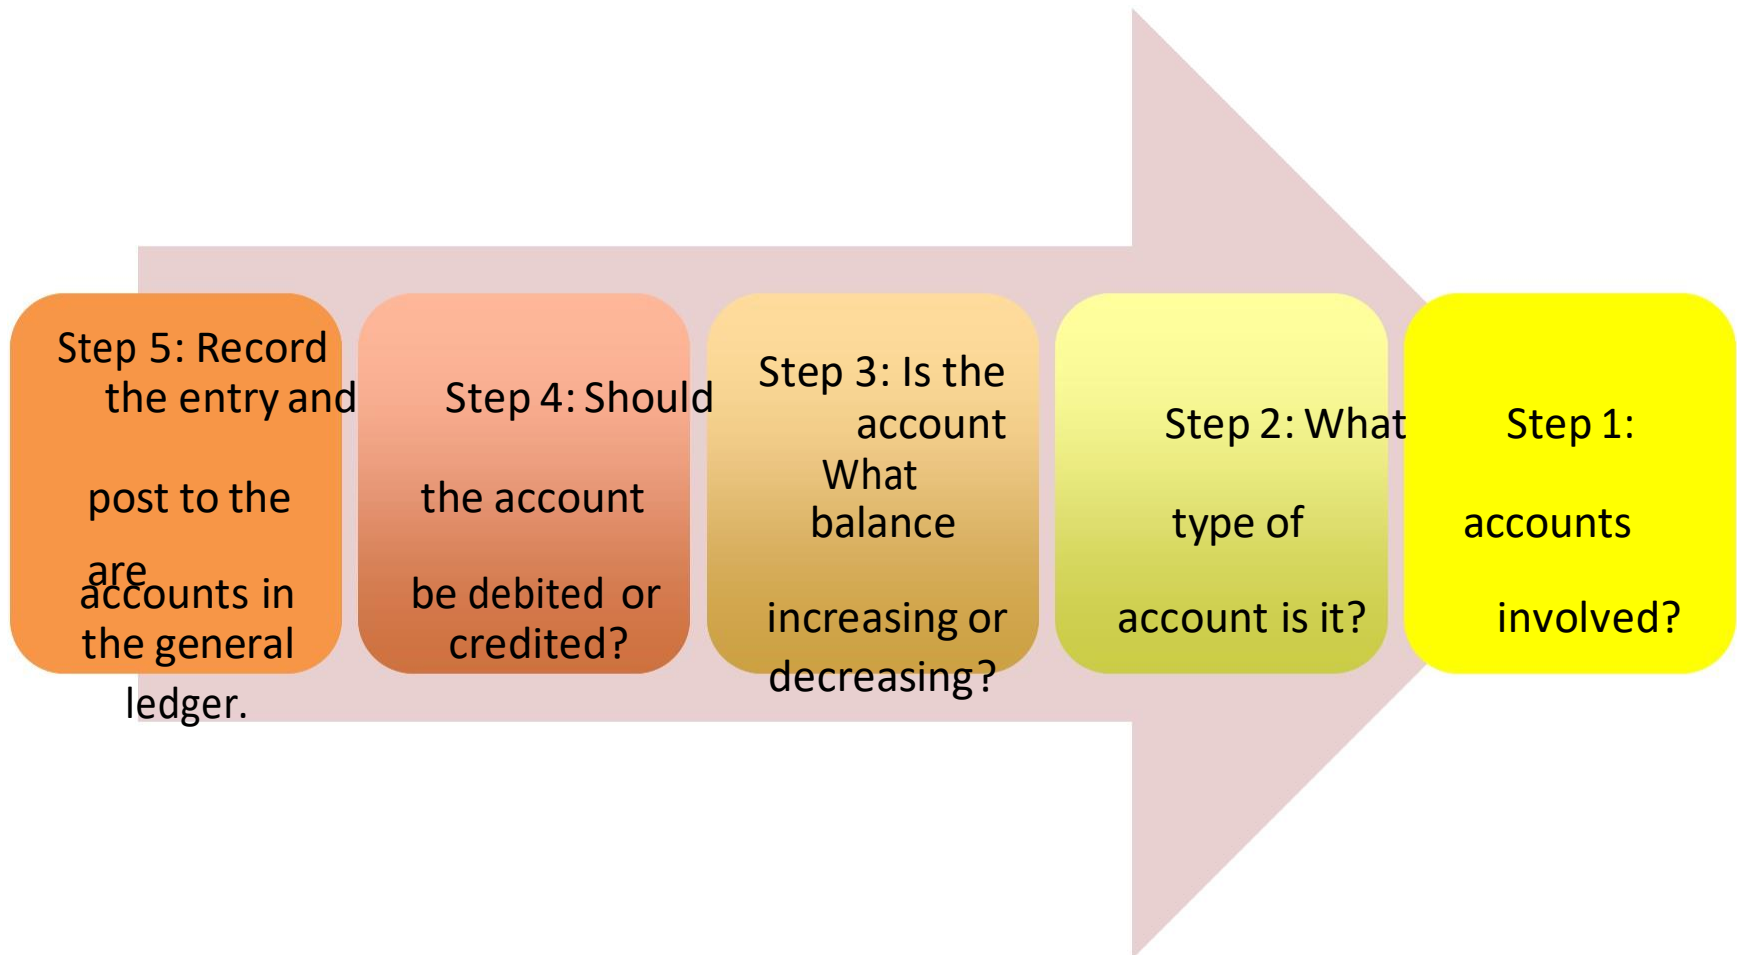 Step 5: Record
the entry and
post to the
are
accounts in
the general
ledger.
Step 4: Should
the account
be debited or
credited?
Step 3: Is the
account
What
balance
increasing or
decreasing?
Step 2: What
type of
account is it?
Step 1:
accounts
involved?